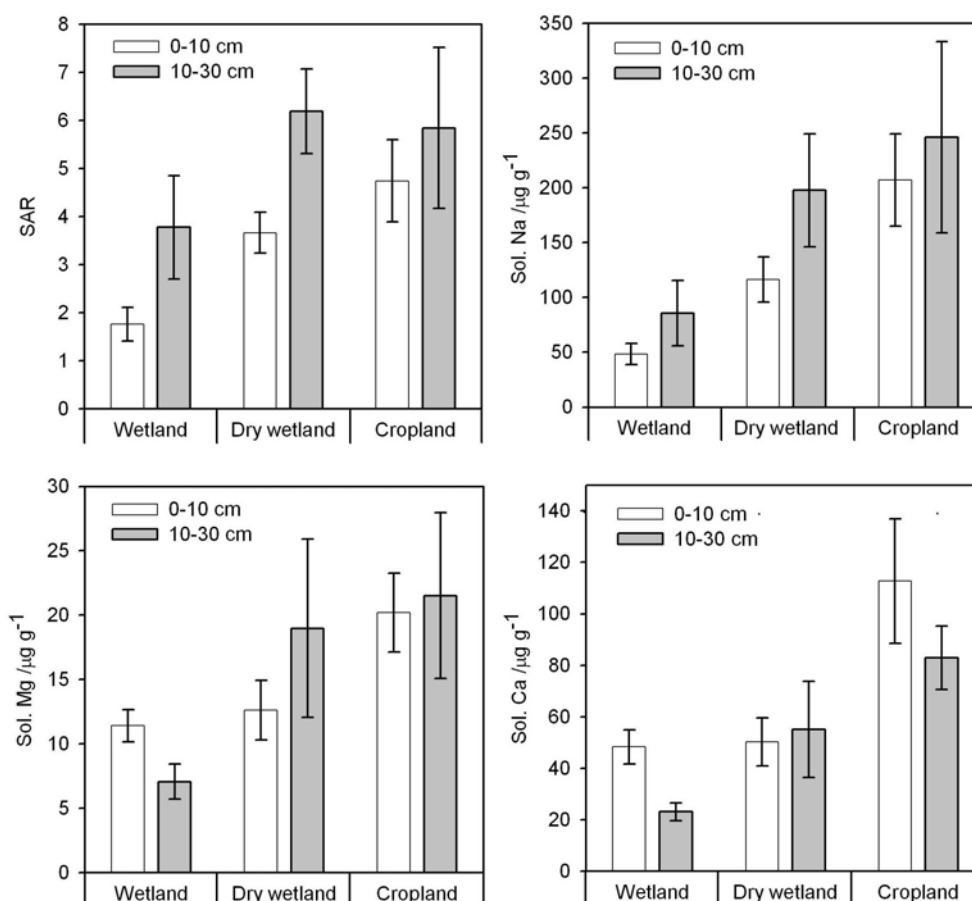 8
7
6
5
4
3
2
1
0
SAR
0-10 cm
10-30 cm
Wetland
Dry wetland
Cropland
350
300
250
200
150
100
50
0
Sol. Na /μg g⁻¹
0-10 cm
10-30 cm
Wetland
Dry wetland
Cropland
30
25
20
15
10
5
0
Sol. Mg /μg g⁻¹
0-10 cm
10-30 cm
Wetland
Dry wetland
Cropland
140
120
100
80
60
40
20
0
Sol. Ca /μg g⁻¹
0-10 cm
10-30 cm
Wetland
Dry wetland
Cropland